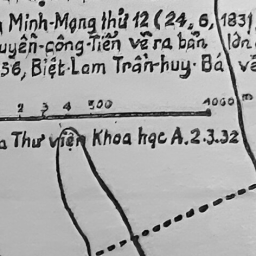 Minh-Mạng thứ 12 (24.6.1831
uyễn-công-Tiến vẽ ra bản, lớn
56, Biệt-Lam Trần-huy-Bá vẽ
2 3 4 500 1000 m
Thư viện Khoa học A.2.3.32